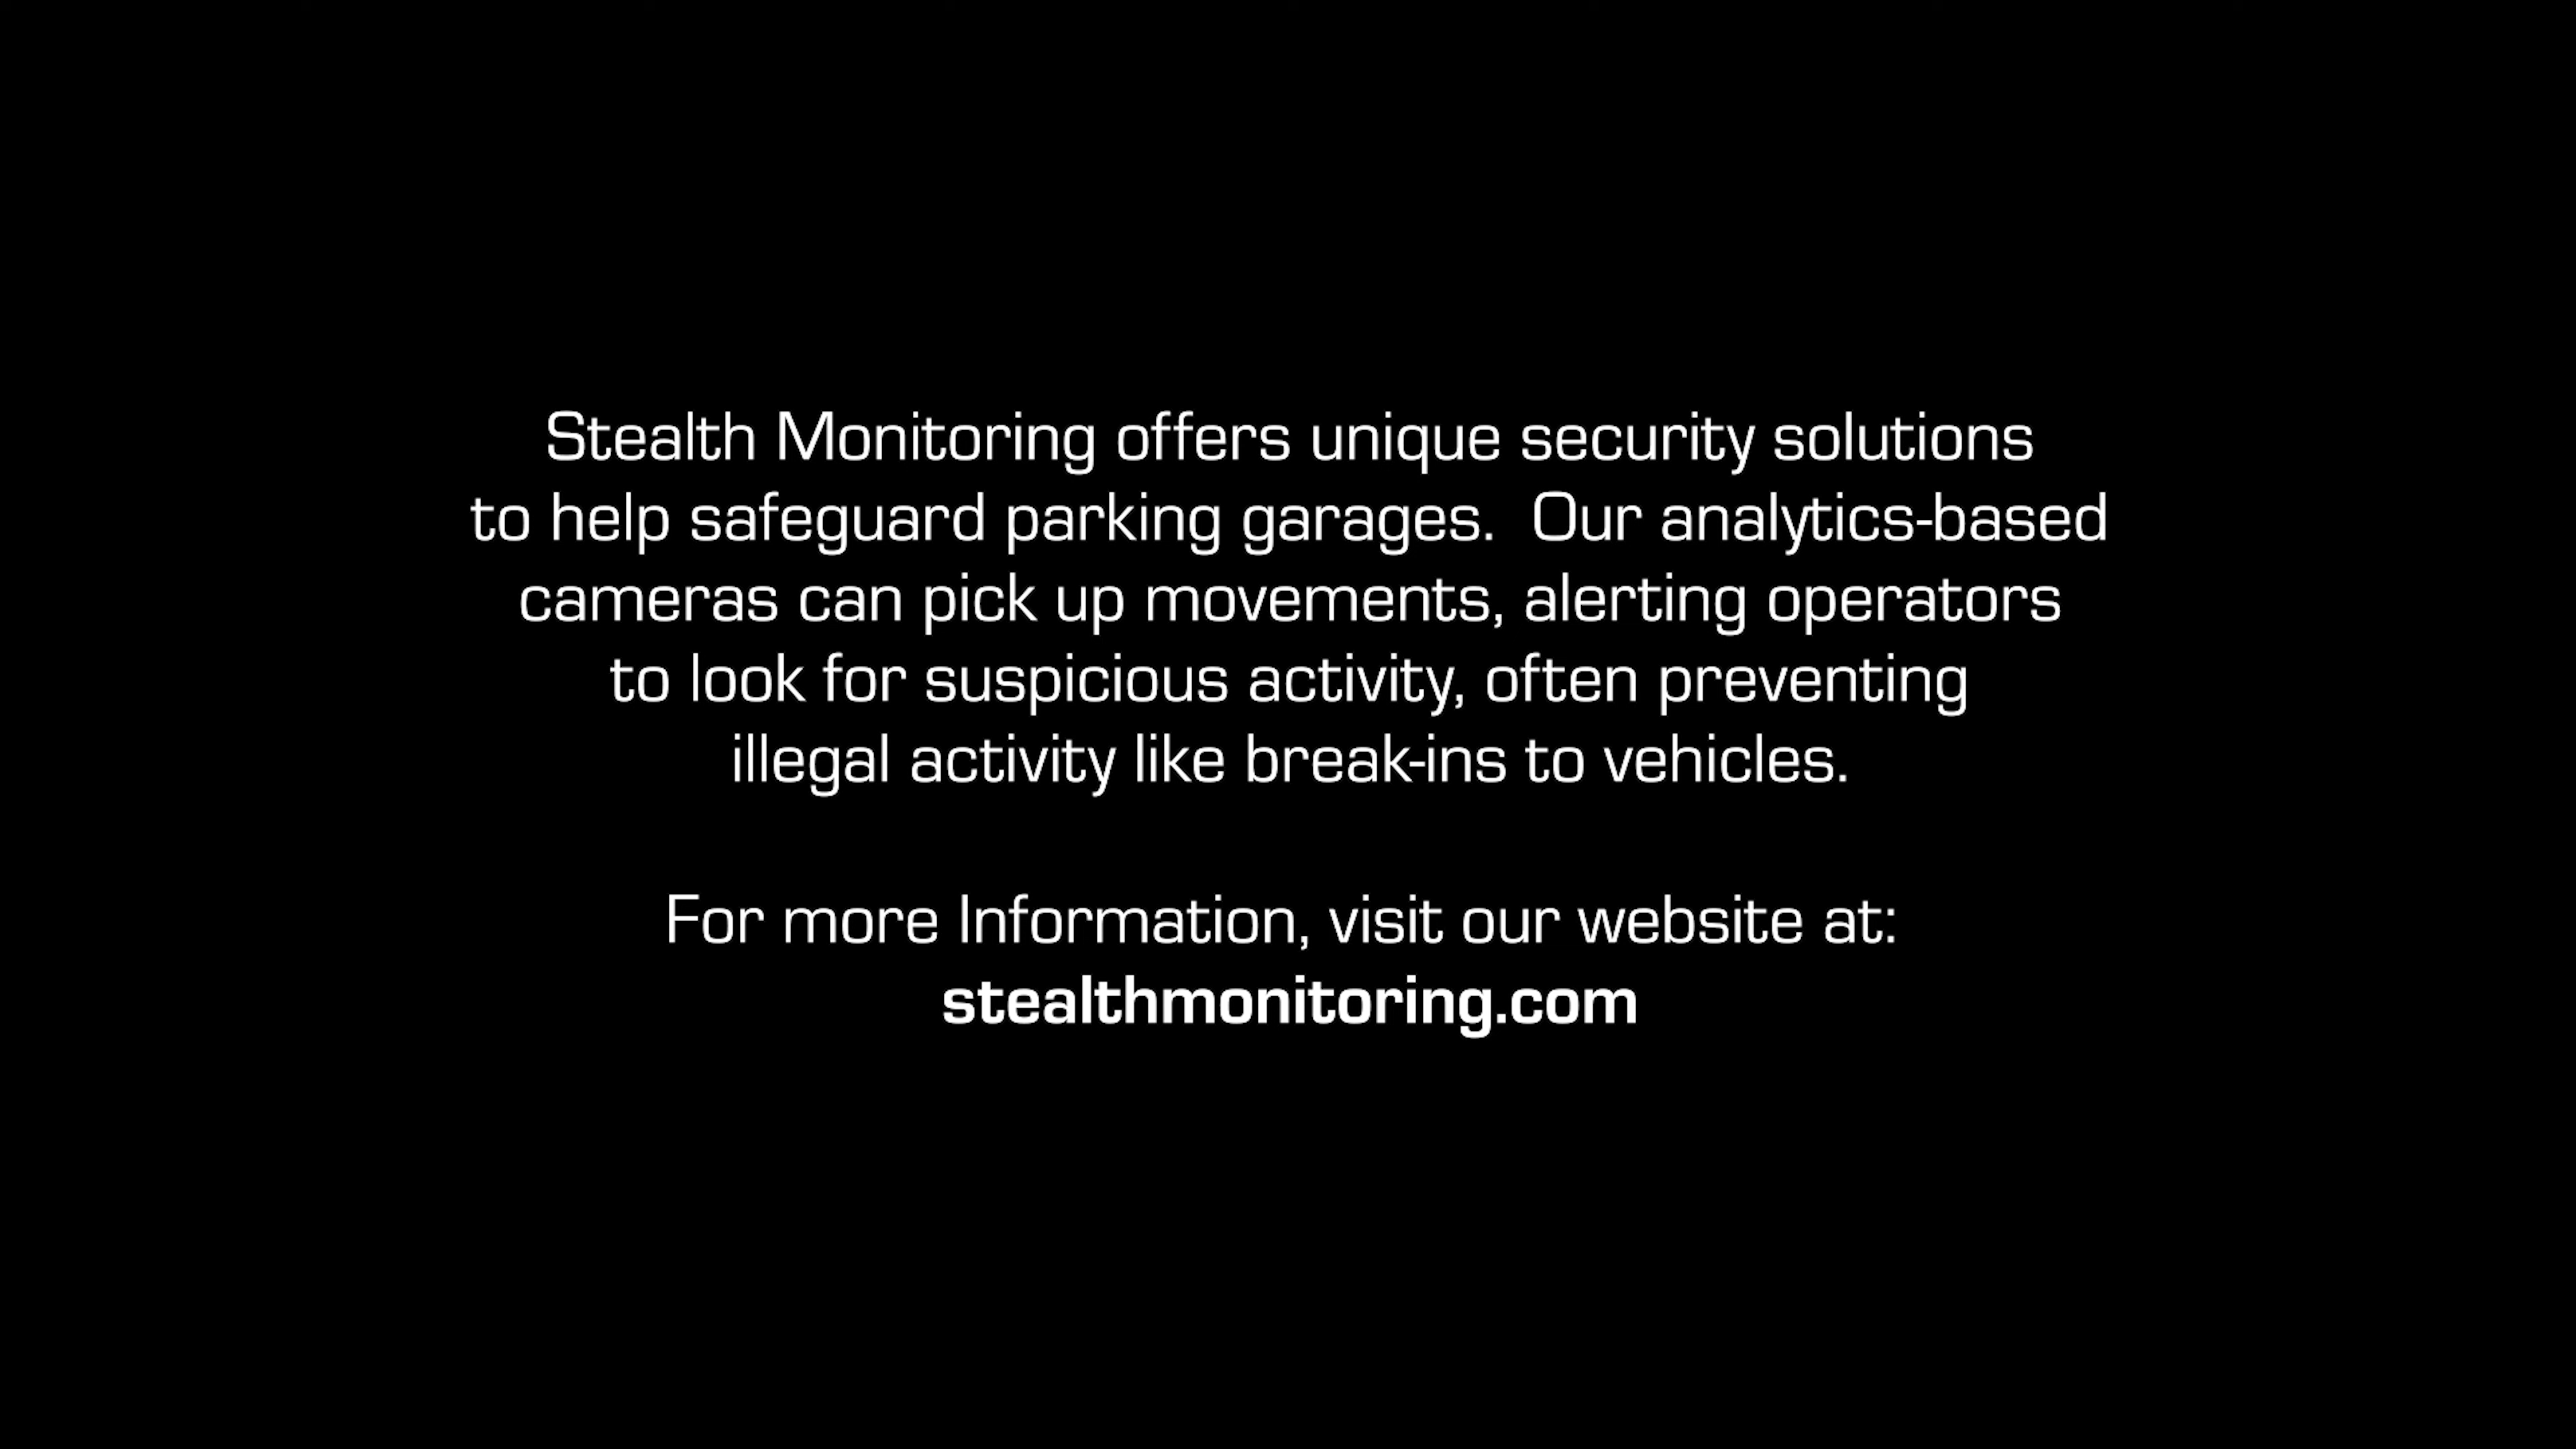 Stealth Monitoring offers unique security solutions
to help safeguard parking garages.  Our analytics-based
cameras can pick up movements, alerting operators
to look for suspicious activity, often preventing
illegal activity like break-ins to vehicles.
For more Information, visit our website at:
stealthmonitoring.com